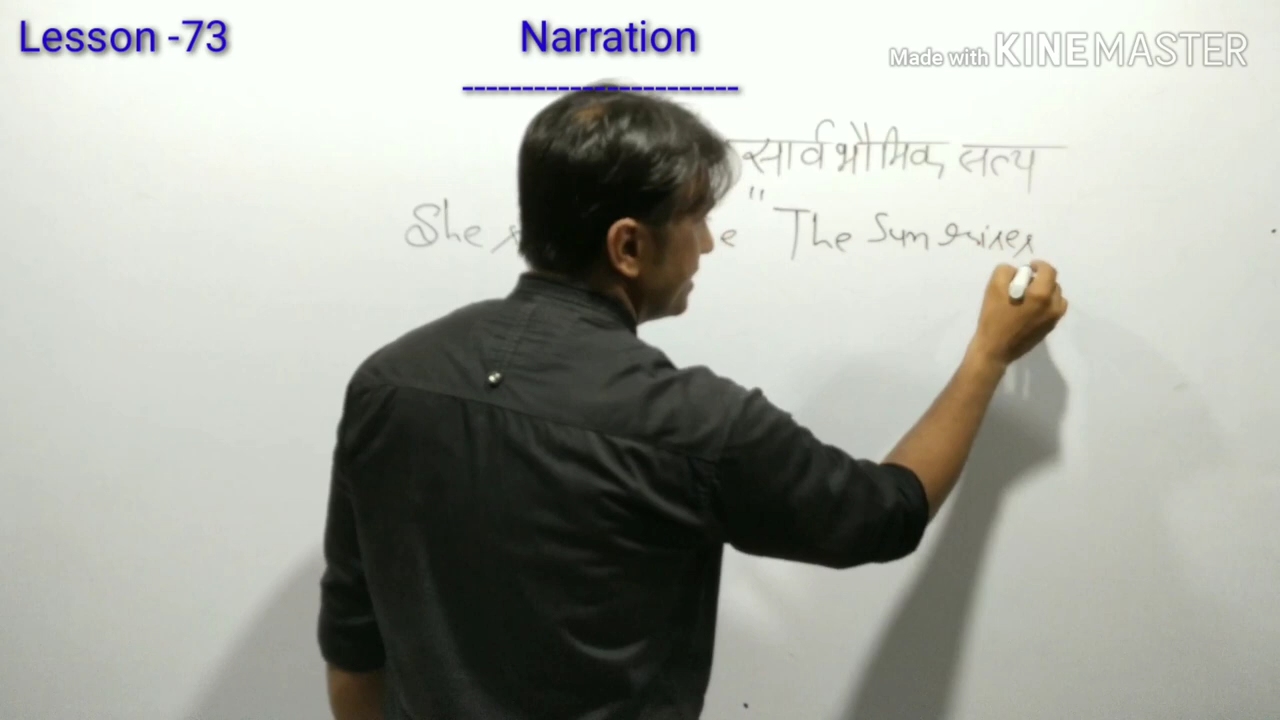 Lesson -73 Narration
Made with KINEMASTER
सार्वभौमिक सत्य
She "The Sun rises